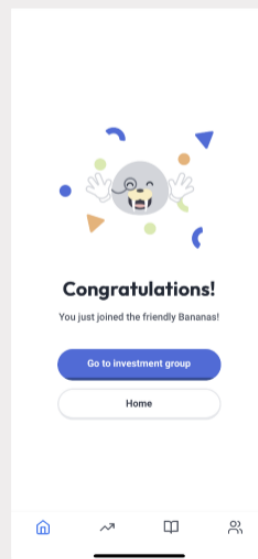 Congratulations!
You just joined the friendly Bananas!
Go to investment group
Home